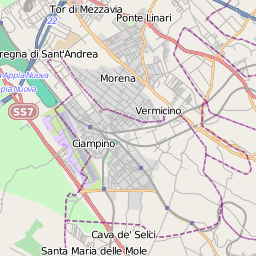 Tor di Mezzavia
Ponte Linari
22
regna di Sant'Andrea
Morena
Appia Nuova
Appia Nuova
Vermicino
SS7
Ciampino
Cava de' Selci
Santa Maria delle Mole